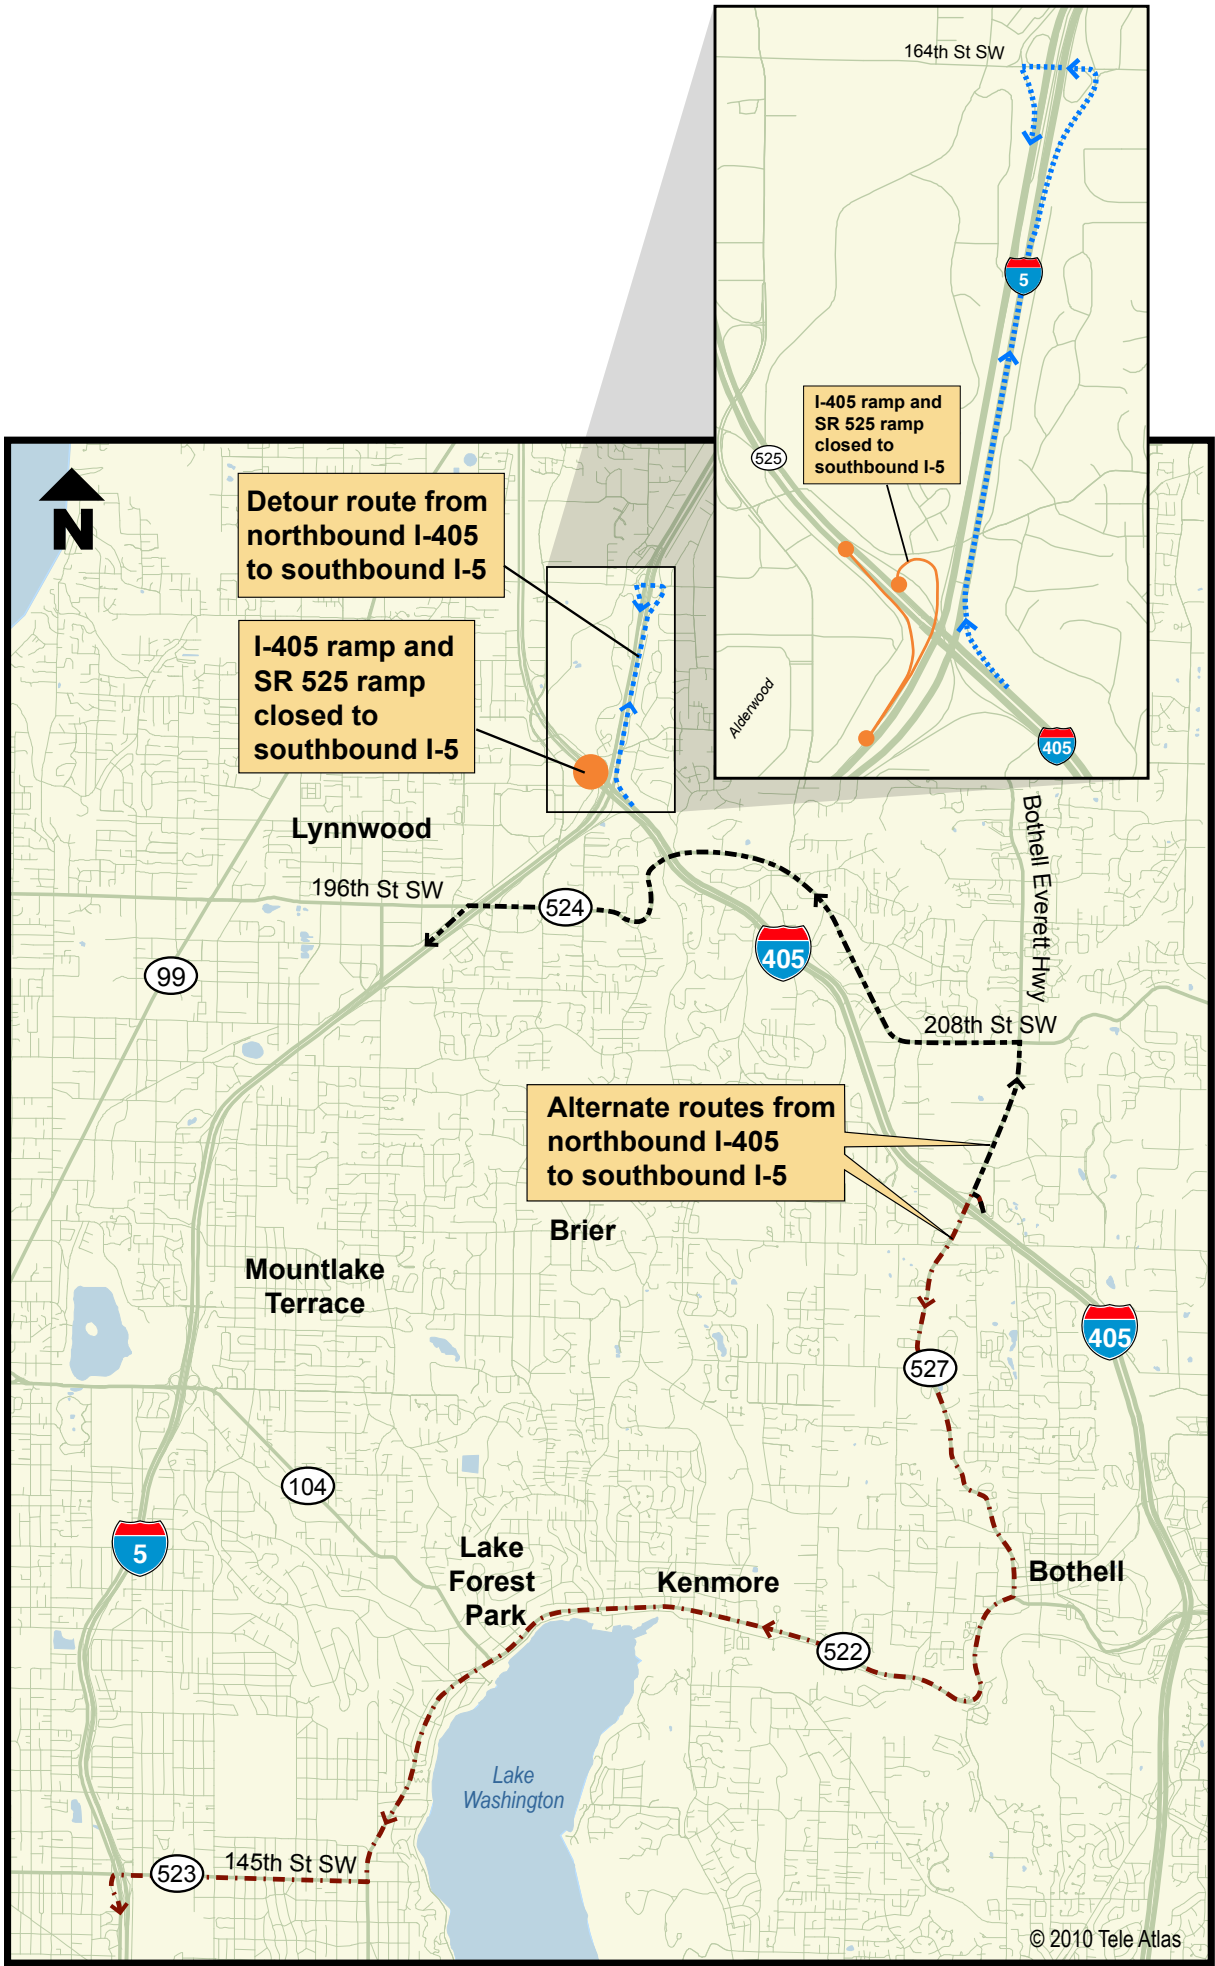 164th St SW
5
I-405 ramp and
SR 525 ramp
closed to
southbound I-5
525
Alderwood
405
N
Detour route from
northbound I-405
to southbound I-5
I-405 ramp and
SR 525 ramp
closed to
southbound I-5
Lynnwood
196th St SW
524
99
405
Bothell Everett Hwy
208th St SW
Alternate routes from
northbound I-405
to southbound I-5
Brier
Mountlake
Terrace
405
527
104
5
Lake
Forest
Park
Kenmore
Bothell
522
Lake
Washington
523
145th St SW
© 2010 Tele Atlas